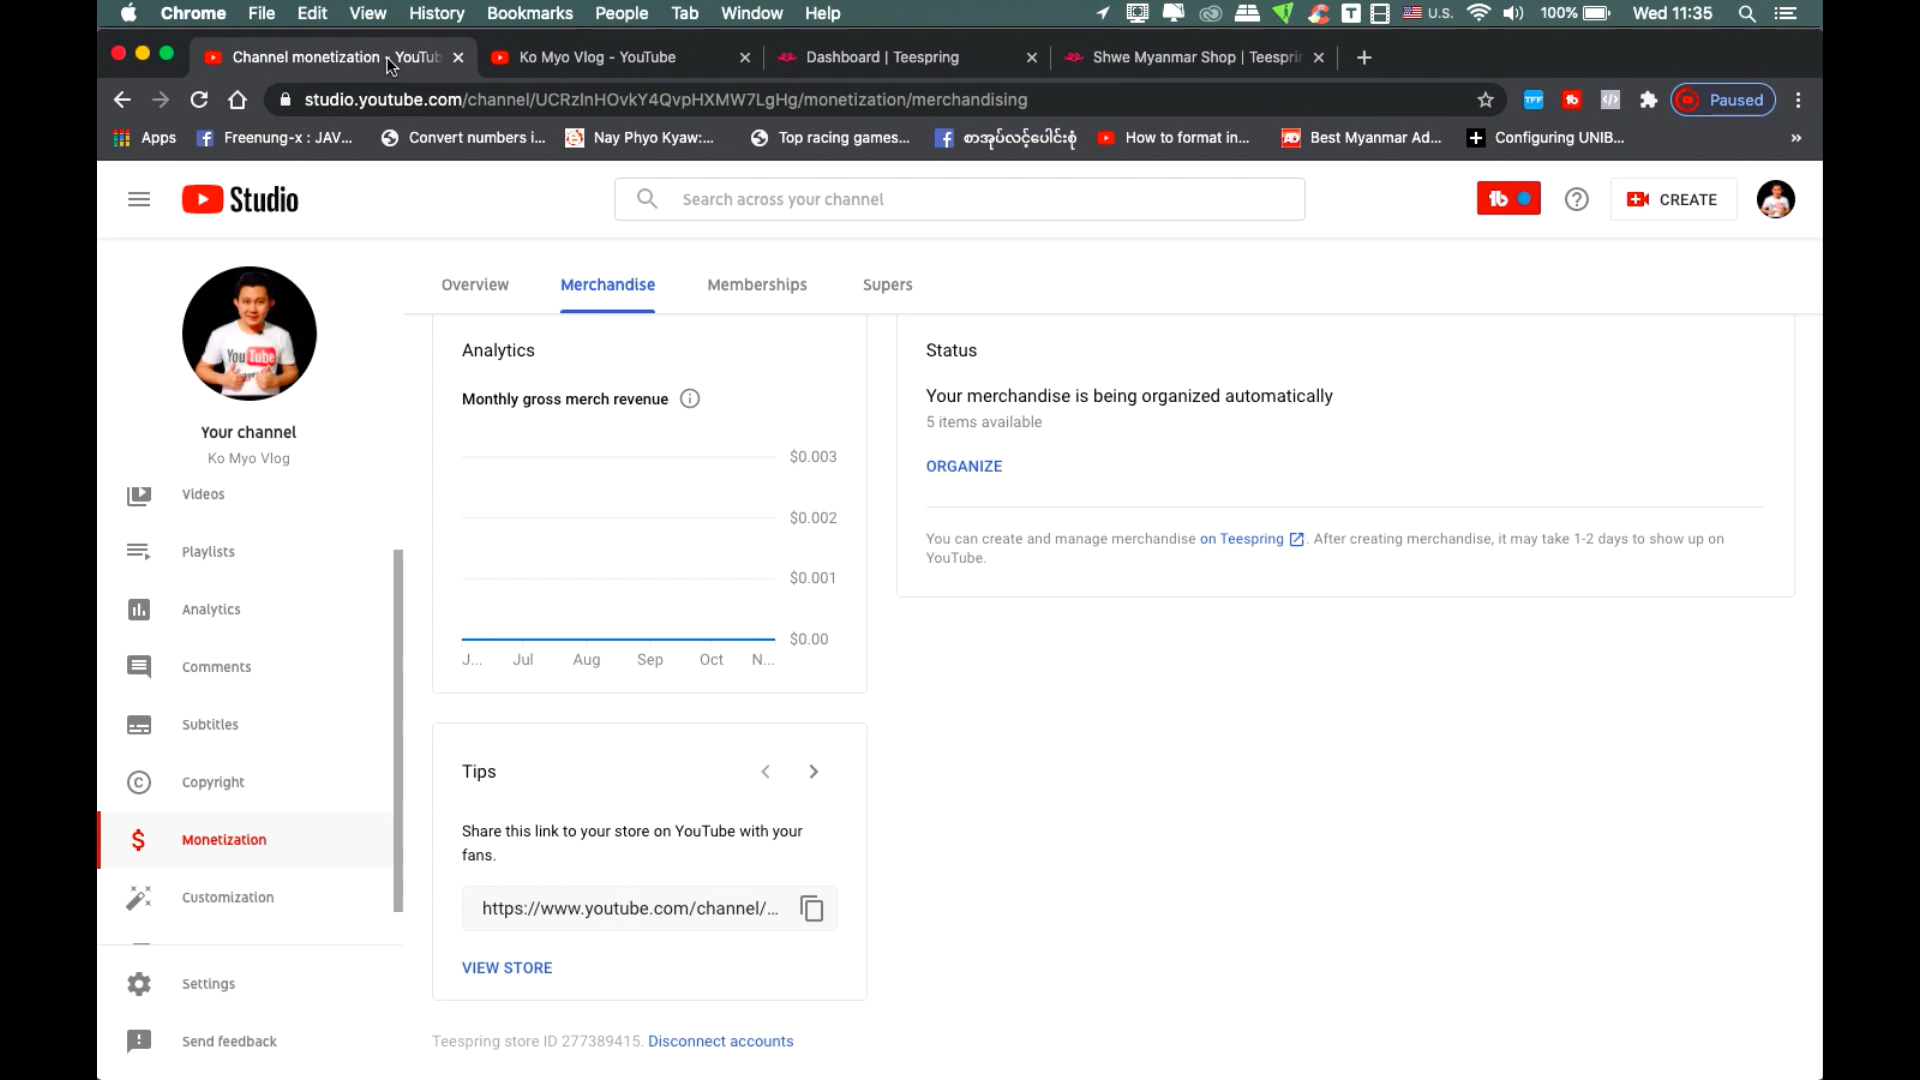 Chrome File Edit View History Bookmarks People Tab Window Help U.S. 100% Wed 11:35
Channel monetization - YouTub Ko Myo Vlog - YouTube Dashboard | Teespring Shwe Myanmar Shop | Teesprin
studio.youtube.com/channel/UCRzInHOvkY4QvpHXMW7LgHg/monetization/merchandising Paused
Apps Freenung-x : JAV... Convert numbers i... Nay Phyo Kyaw:... Top racing games... စာအုပ်လင့်ပေါင်းစုံ How to format in... Best Myanmar Ad... Configuring UNIB... »
Studio Search across your channel CREATE
Overview Merchandise Memberships Supers
You Tube
Your channel
Ko Myo Vlog
Videos
Playlists
Analytics
Comments
Subtitles
Copyright
Monetization
Customization
Settings
Send feedback
Analytics
Monthly gross merch revenue
$0.003
$0.002
$0.001
$0.00
J... Jul Aug Sep Oct N...
Status
Your merchandise is being organized automatically
5 items available
ORGANIZE
You can create and manage merchandise on Teespring . After creating merchandise, it may take 1-2 days to show up on
YouTube.
Tips
Share this link to your store on YouTube with your
fans.
https://www.youtube.com/channel/...
VIEW STORE
Teespring store ID 277389415. Disconnect accounts